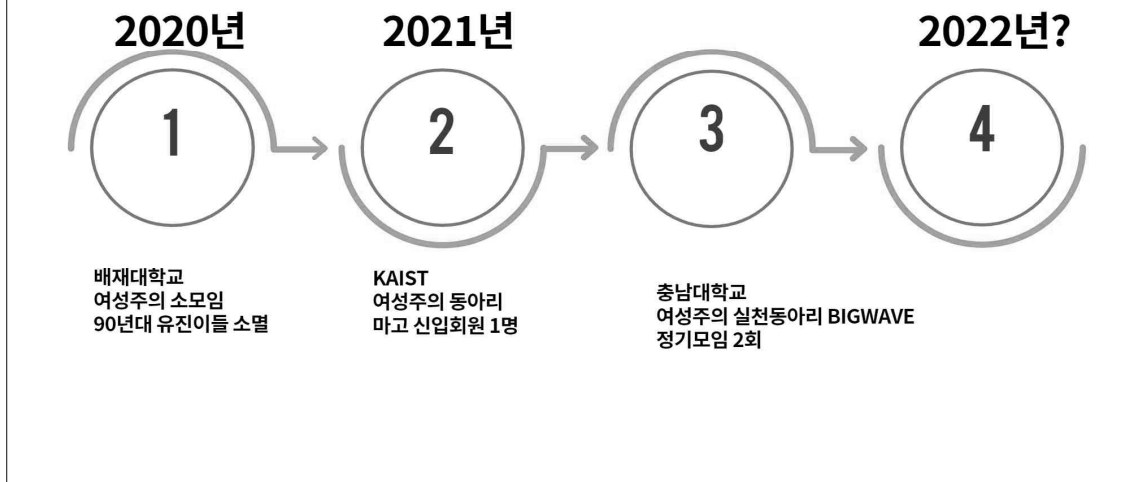 2020년
2021년
2022년?
1
2
3
4
배재대학교
여성주의 소모임
90년대 유진이들 소멸
KAIST
여성주의 동아리
마고 신입회원 1명
충남대학교
여성주의 실천동아리 BIGWAVE
정기모임 2회